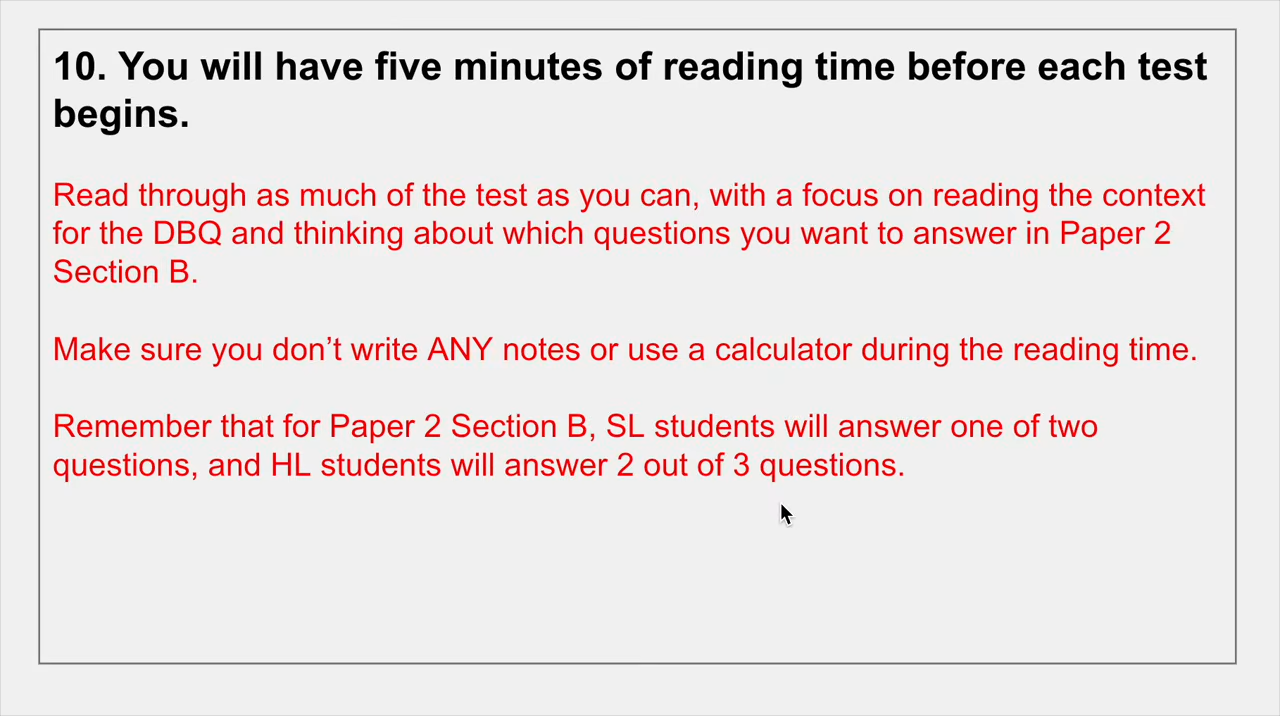 10. You will have five minutes of reading time before each test
begins.
Read through as much of the test as you can, with a focus on reading the context
for the DBQ and thinking about which questions you want to answer in Paper 2
Section B.
Make sure you don’t write ANY notes or use a calculator during the reading time.
Remember that for Paper 2 Section B, SL students will answer one of two
questions, and HL students will answer 2 out of 3 questions.